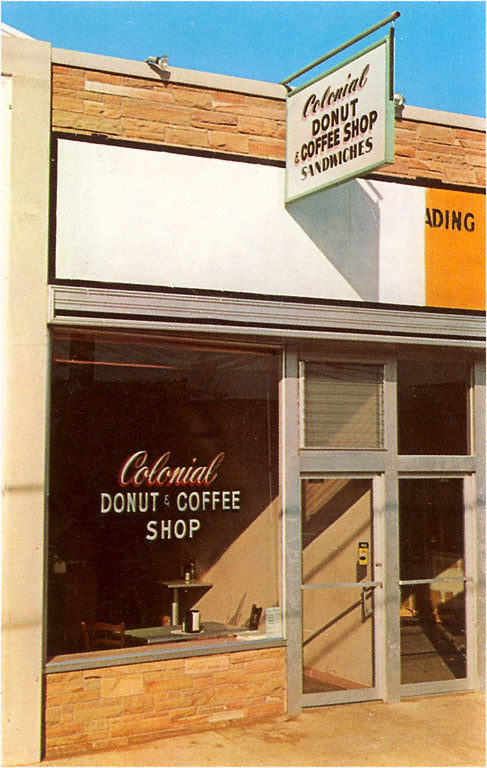 Colonial
DONUT
& COFFEE SHOP
SANDWICHES
ADING
Colonial
DONUT & COFFEE
SHOP